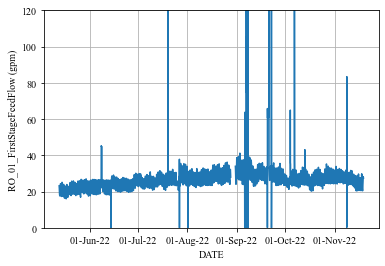 120
100
80
60
40
20
0
RO_01_FirstStageFeedFlow (gpm)
01-Jun-22 01-Jul-22 01-Aug-22 01-Sep-22 01-Oct-22 01-Nov-22
DATE